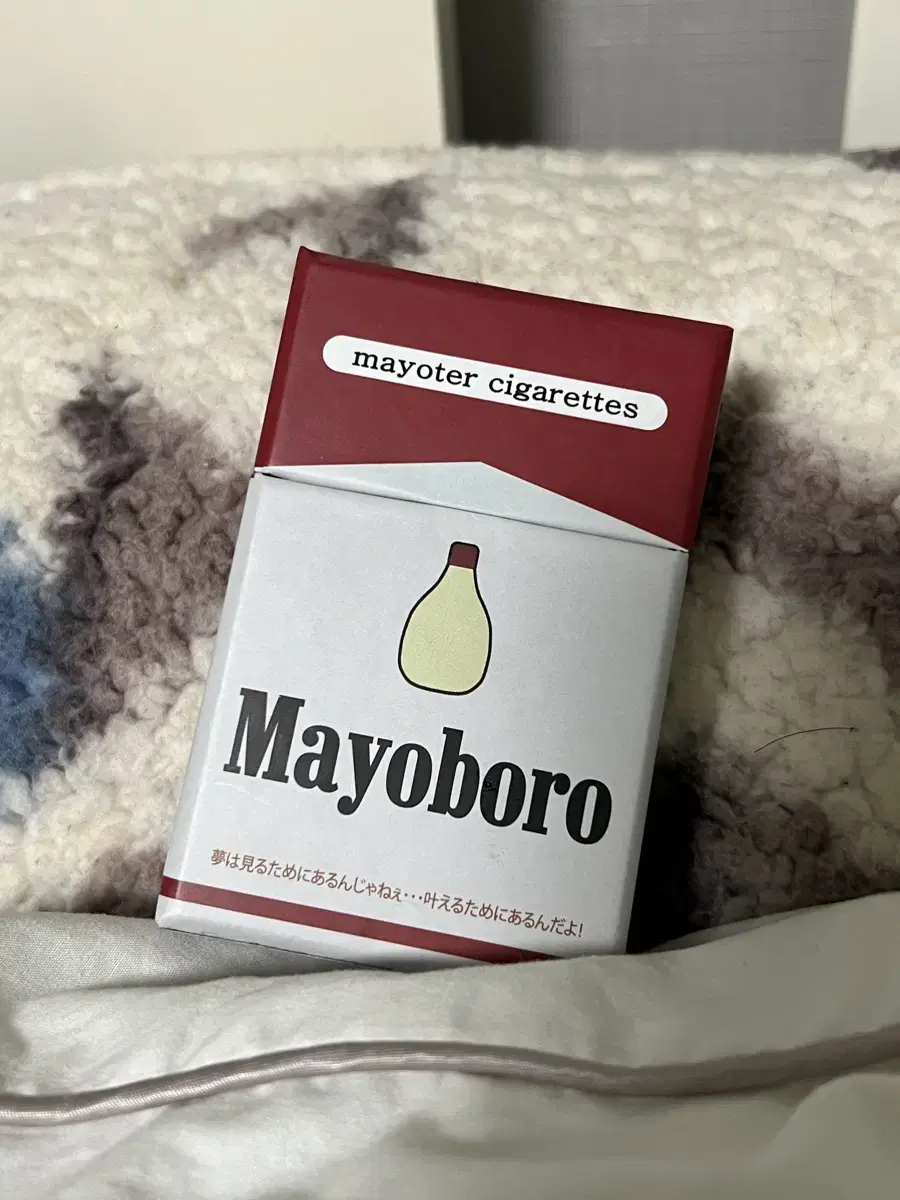 mayoter cigarettes
Mayoboro
夢は見るためにあるんじゃねぇ…叶えるためにあるんだよ!